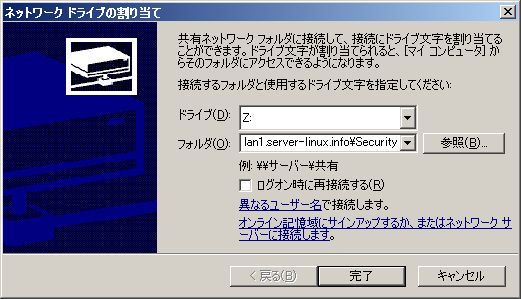 ネットワーク ドライブの割り当て
共有ネットワーク フォルダに接続して、接続にドライブ文字を割り当てる
ことができます。ドライブ文字が割り当てられると、[マイ コンピュータ] か
らそのフォルダにアクセスできるようになります。
接続するフォルダと使用するドライブ文字を指定してください:
ドライブ(D): Z:
フォルダ(O): lan1.server-linux.info¥Security 参照(B)...
例: ¥¥サーバー¥共有
ログオン時に再接続する(R)
異なるユーザー名で接続します。
オンライン記憶域にサインアップするか、またはネットワーク サ
ーバーに接続します。
< 戻る(B) 完了 キャンセル